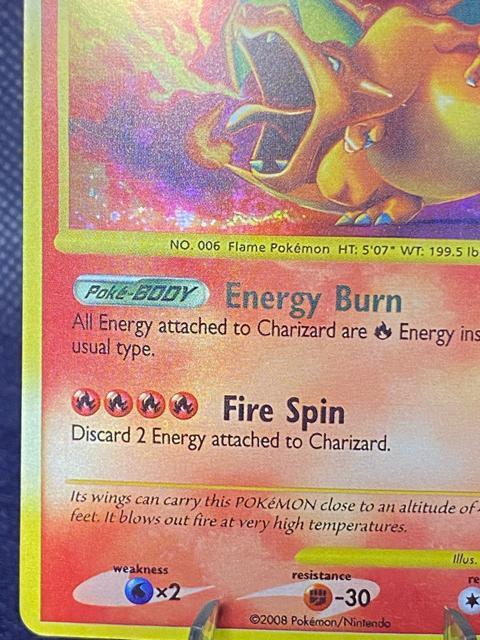 NO. 006 Flame Pokémon HT: 5'07" WT: 199.5 lb
Poké-BODY Energy Burn
All Energy attached to Charizard are Energy ins
usual type.
Fire Spin
Discard 2 Energy attached to Charizard.
Its wings can carry this POKéMON close to an altitude of
feet. It blows out fire at very high temperatures.
Illus.
weakness resistance re
×2 -30
©2008 Pokémon/Nintendo